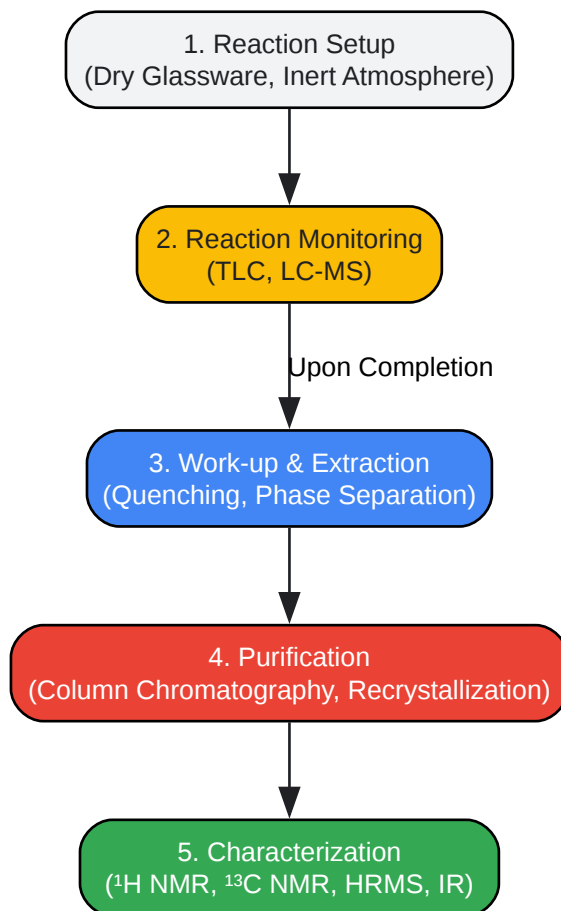 1. Reaction Setup
(Dry Glassware, Inert Atmosphere)
2. Reaction Monitoring
(TLC, LC-MS)
Upon Completion
3. Work-up & Extraction
(Quenching, Phase Separation)
4. Purification
(Column Chromatography, Recrystallization)
5. Characterization
(¹H NMR, ¹³C NMR, HRMS, IR)